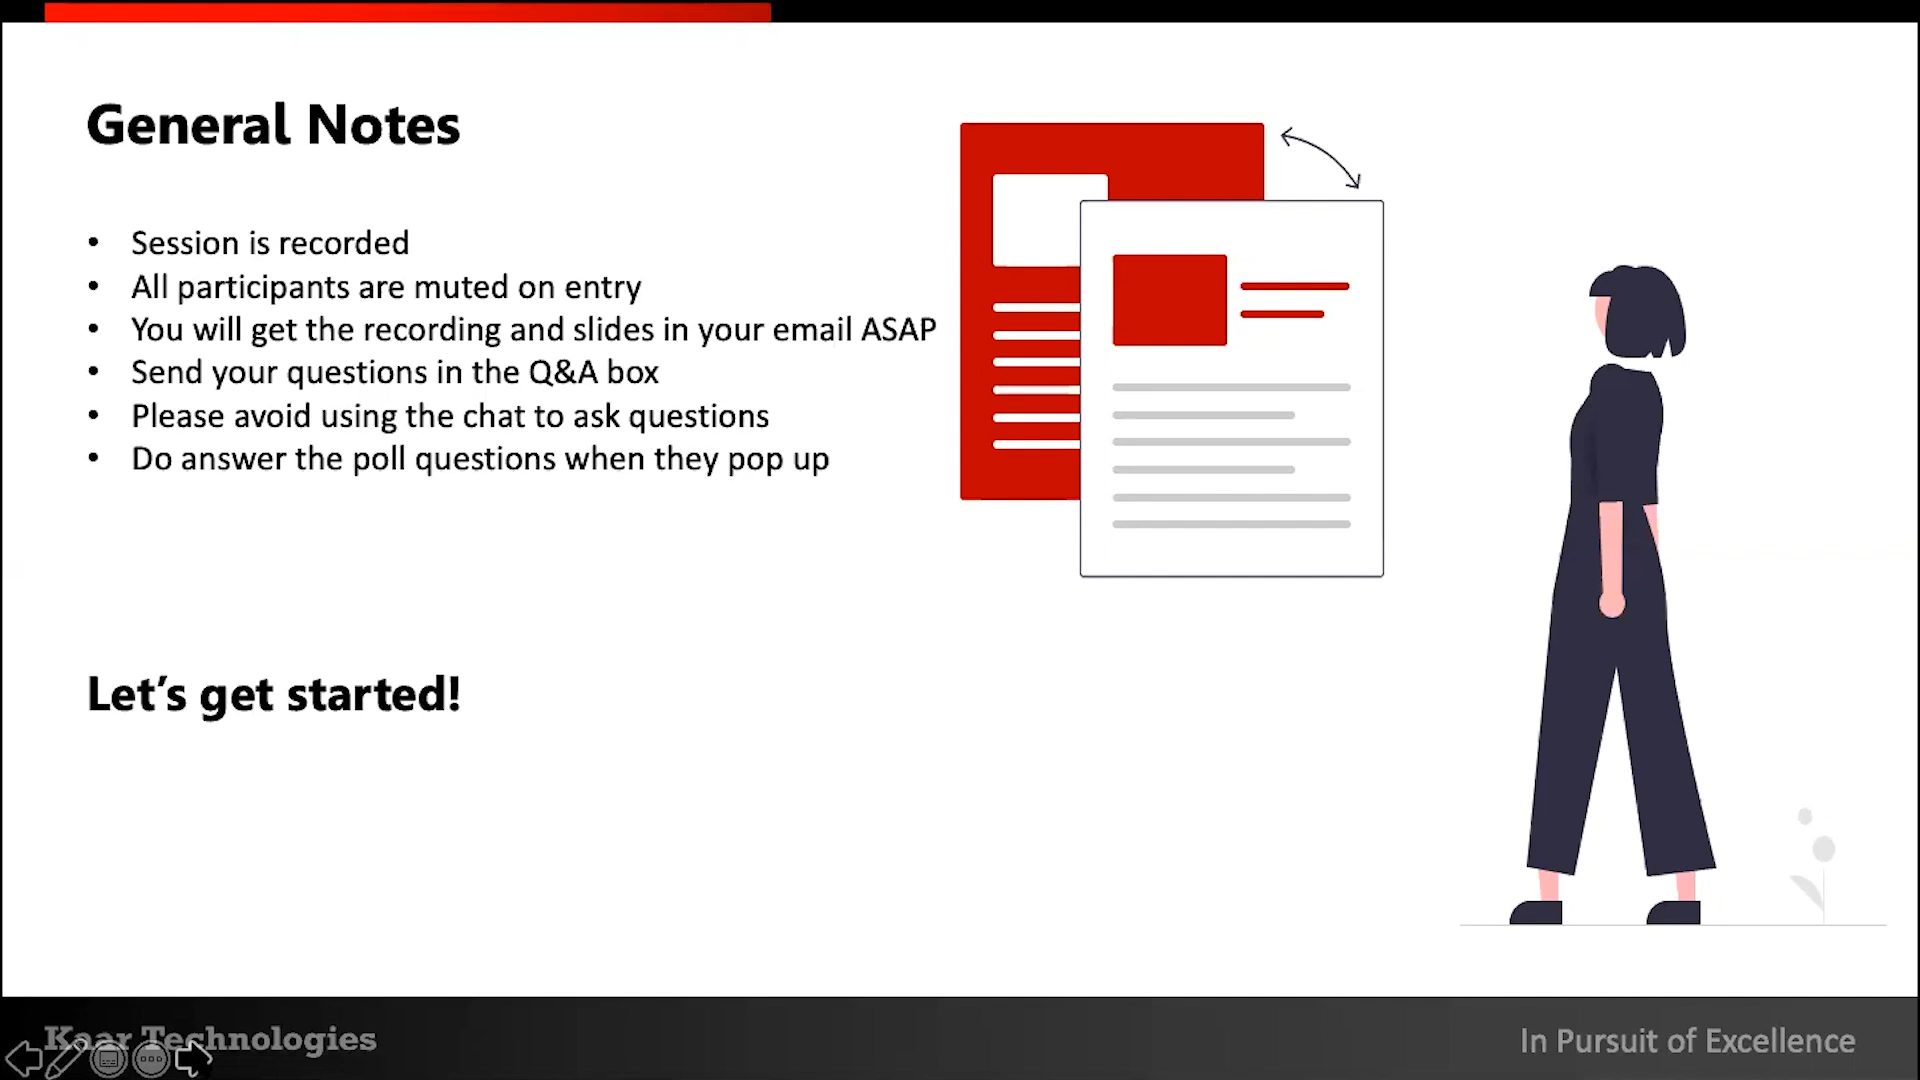 General Notes
• Session is recorded
• All participants are muted on entry
• You will get the recording and slides in your email ASAP
• Send your questions in the Q&A box
• Please avoid using the chat to ask questions
• Do answer the poll questions when they pop up
Let’s get started!
Kaar Technologies
In Pursuit of Excellence